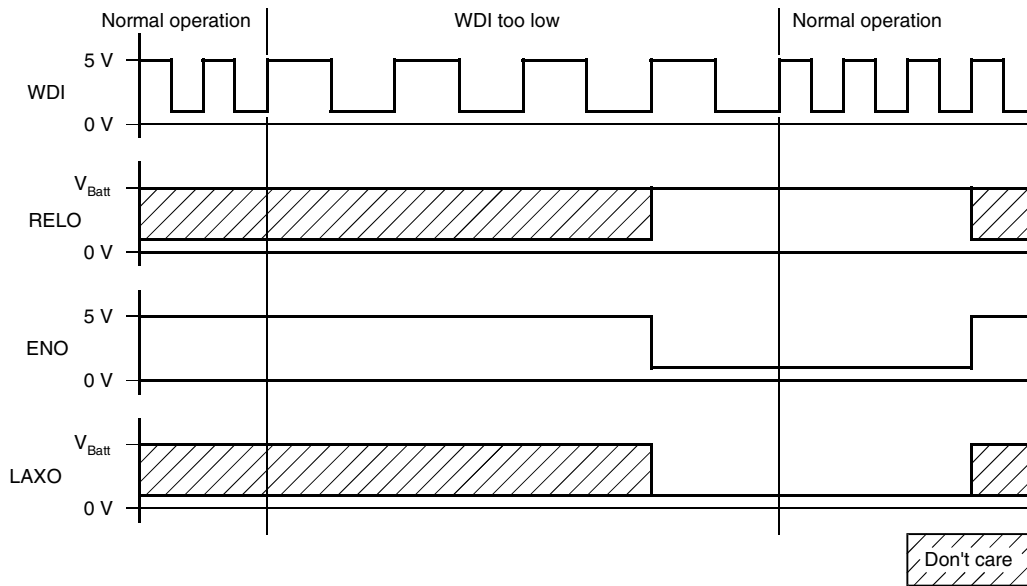 Normal operation WDI too low Normal operation
5 V
WDI
0 V
VBatt
RELO
0 V
5 V
ENO
0 V
VBatt
LAXO
0 V
Don't care